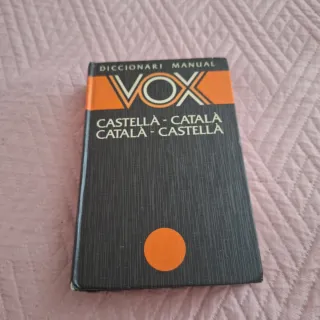 DICCIONARI MANUAL
VOX
CASTELLÀ - CATALÀ
CATALÀ - CASTELLÀ